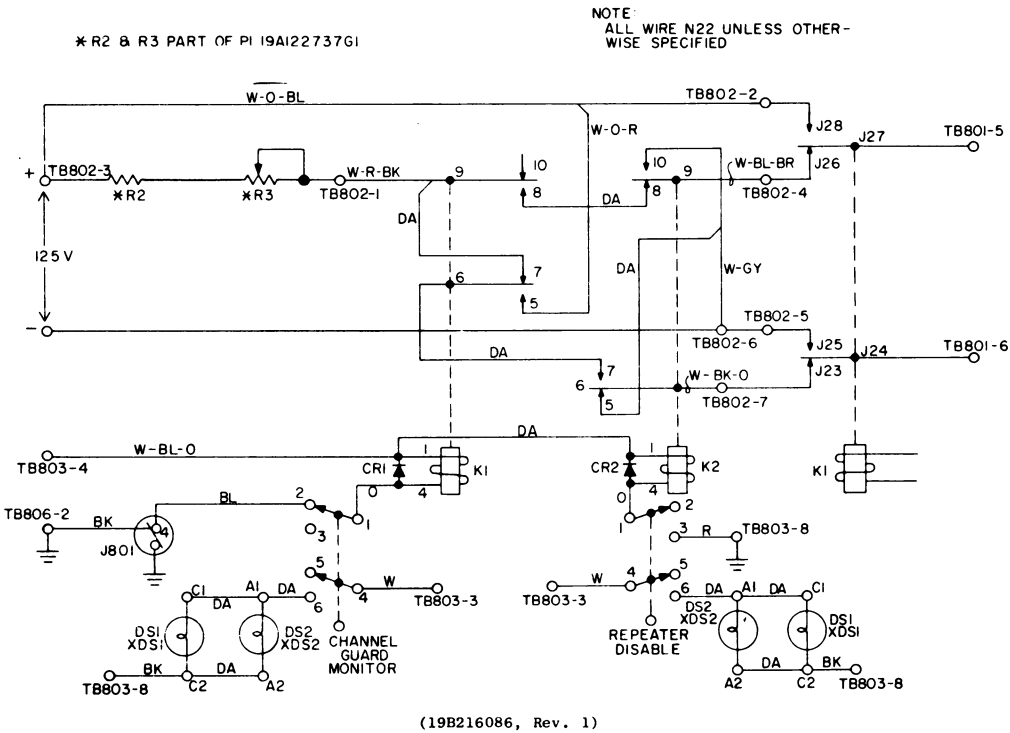 NOTE:
ALL WIRE N22 UNLESS OTHER-
WISE SPECIFIED
* R2 & R3 PART OF PI 19A122737G1
W-O-BL
TB802-2
W-O-R
J28
J27
TB801-5
+
TB802-3
*R2
*R3
W-R-BK
TB802-1
9
10
8
10
8
9
W-BL-BR
J26
TB802-4
DA
DA
125 V
6
7
5
DA
W-GY
−
TB802-5
TB802-6
J25
J24
TB801-6
J23
DA
7
6
5
W-BK-O
TB802-7
DA
W-BL-O
TB803-4
CR1
1
4
0
K1
CR2
1
4
0
K2
K1
BL
2
1
3
TB806-2
BK
4
J801
1
2
3
R
TB803-8
5
4
6
W
TB803-3
W
TB803-3
4
5
6
C1
DA
A1
DA
DS1
XDS1
DS2
XDS2
CHANNEL
GUARD
MONITOR
REPEATER
DISABLE
DA
A1
DA
C1
DS2
XDS2
DS1
XDS1
TB803-8
BK
C2
DA
A2
A2
DA
C2
BK
TB803-8
(19B216086, Rev. 1)